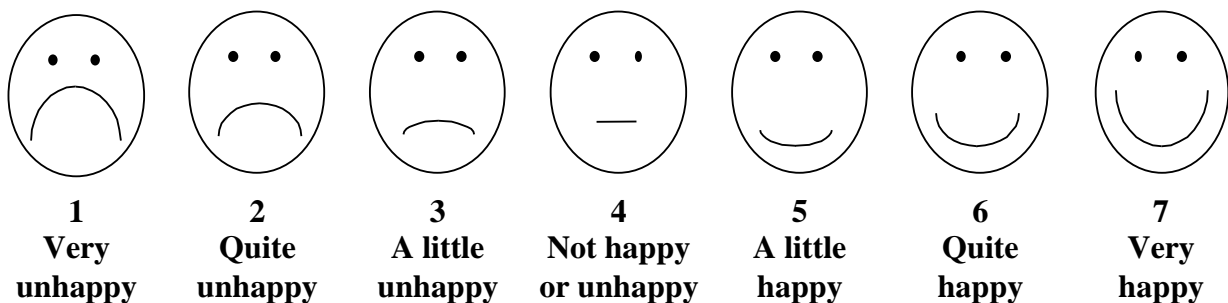 1 2 3 4 5 6 7
Very Quite A little Not happy A little Quite Very
unhappy unhappy unhappy or unhappy happy happy happy